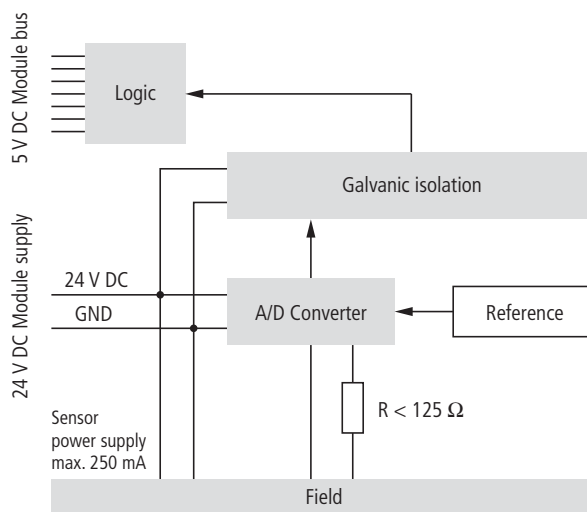 5 V DC Module bus
Logic
Galvanic isolation
24 V DC Module supply
24 V DC
GND
A/D Converter
Reference
R < 125 Ω
Sensor
power supply
max. 250 mA
Field